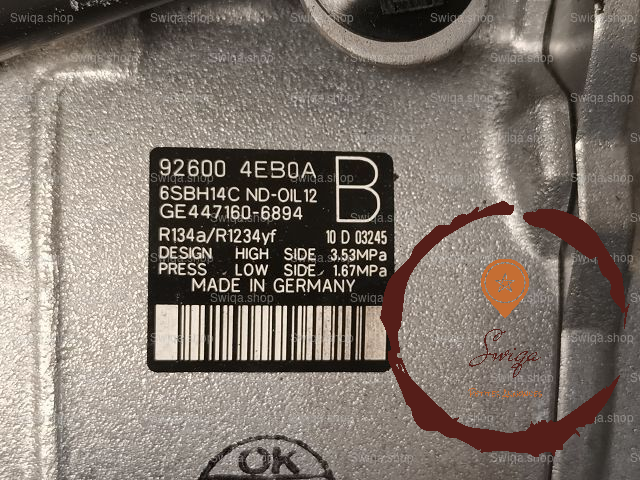 92600 4EB0A B
6SBH14C ND-OIL12
GE447160-6894
R134a/R1234yf 10 D 03245
DESIGN HIGH SIDE 3.53MPa
PRESS LOW SIDE 1.67MPa
MADE IN GERMANY
OK
Swiqa
Swiqa.shop